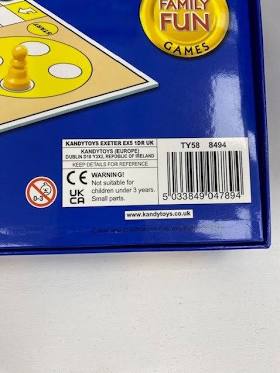 FAMILY
FUN
GAMES
KANDYTOYS EXETER EX5 1DR UK
KANDYTOYS (EUROPE)
DUBLIN D18 Y3X2, REPUBLIC OF IRELAND
KEEP DETAILS FOR REFERENCE
TY58 8494
CE WARNING!
Not suitable for
children under 3 years.
Small parts.
UK
CA
0-3
5 033849 047894
www.kandytoys.co.uk